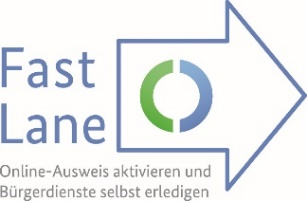 Fast
Lane
Online-Ausweis aktivieren und
Bürgerdienste selbst erledigen